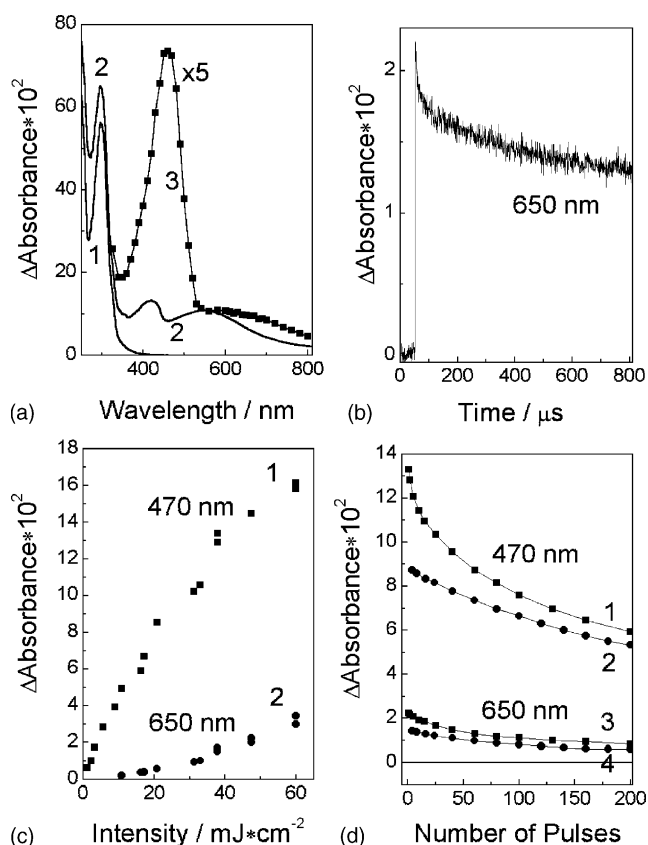 80
60
40
20
0
ΔAbsorbance*10²
2
1
x5
3
2
400 600 800
(a) Wavelength / nm
2
1
0
ΔAbsorbance*10²
650 nm
0 200 400 600 800
(b) Time / μs
18
16
14
12
10
8
6
4
2
0
ΔAbsorbance*10²
1
470 nm
2
650 nm
0 20 40 60
(c) Intensity / mJ*cm⁻²
14
12
10
8
6
4
2
0
ΔAbsorbance*10²
470 nm
1
2
650 nm
3
4
0 50 100 150 200
(d) Number of Pulses